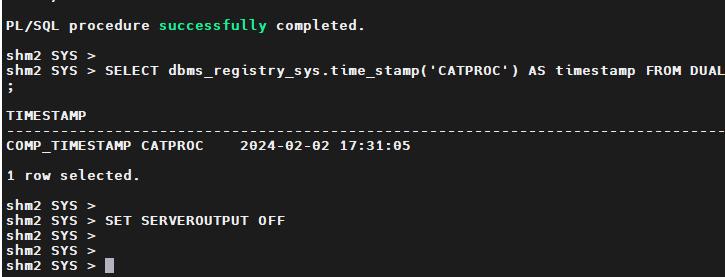 PL/SQL procedure successfully completed.
shm2 SYS >
shm2 SYS > SELECT dbms_registry_sys.time_stamp('CATPROC') AS timestamp FROM DUAL
;
TIMESTAMP
--------------------------------------------------------------------------------
COMP_TIMESTAMP CATPROC    2024-02-02 17:31:05
1 row selected.
shm2 SYS >
shm2 SYS > SET SERVEROUTPUT OFF
shm2 SYS >
shm2 SYS >
shm2 SYS >